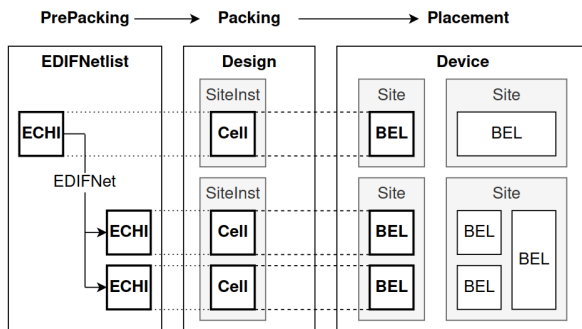 PrePacking Packing Placement
EDIFNetlist Design Device
SiteInst Site Site
ECHI Cell BEL BEL
EDIFNet
SiteInst Site Site
ECHI Cell BEL BEL
BEL
ECHI Cell BEL BEL